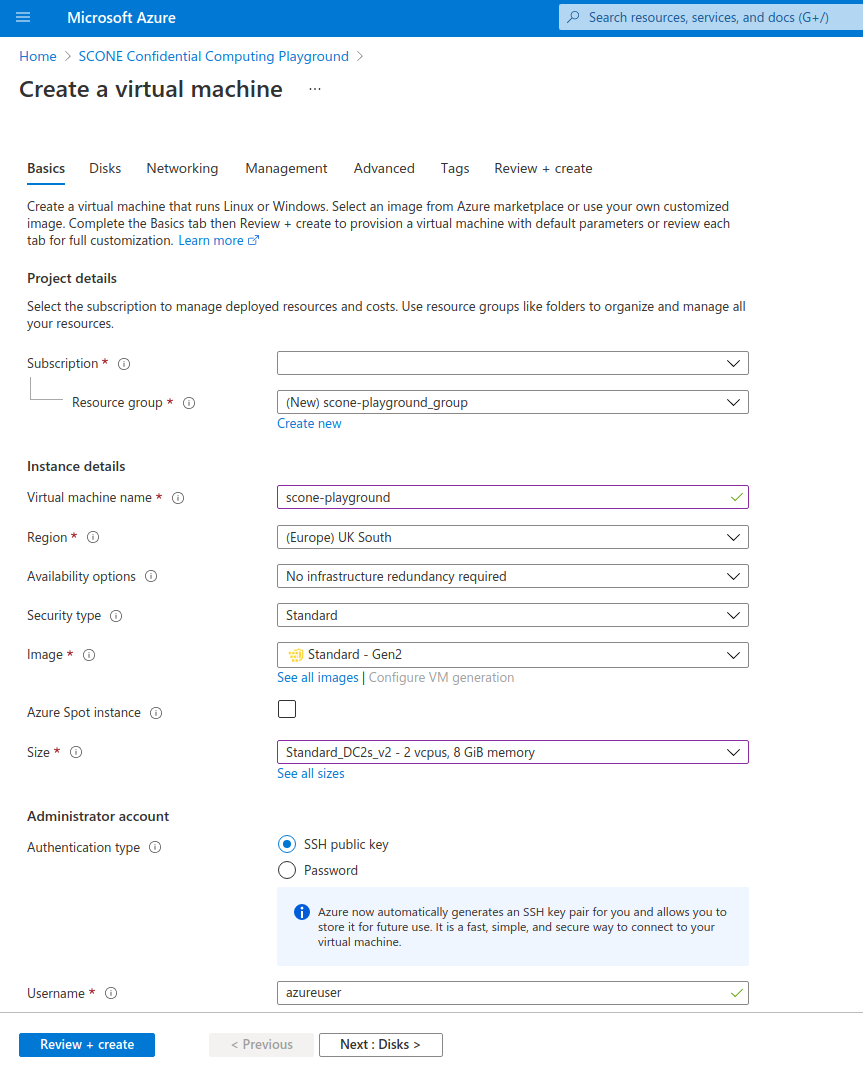 Microsoft Azure
Search resources, services, and docs (G+/)
Home > SCONE Confidential Computing Playground >
Create a virtual machine ...
Basics Disks Networking Management Advanced Tags Review + create
Create a virtual machine that runs Linux or Windows. Select an image from Azure marketplace or use your own customized
image. Complete the Basics tab then Review + create to provision a virtual machine with default parameters or review each
tab for full customization. Learn more
Project details
Select the subscription to manage deployed resources and costs. Use resource groups like folders to organize and manage all
your resources.
Subscription *
Resource group * (New) scone-playground_group
Create new
Instance details
Virtual machine name * scone-playground
Region * (Europe) UK South
Availability options No infrastructure redundancy required
Security type Standard
Image * Standard - Gen2
See all images | Configure VM generation
Azure Spot instance
Size * Standard_DC2s_v2 - 2 vcpus, 8 GiB memory
See all sizes
Administrator account
Authentication type SSH public key
Password
Azure now automatically generates an SSH key pair for you and allows you to
store it for future use. It is a fast, simple, and secure way to connect to your
virtual machine.
Username * azureuser
Review + create < Previous Next : Disks >